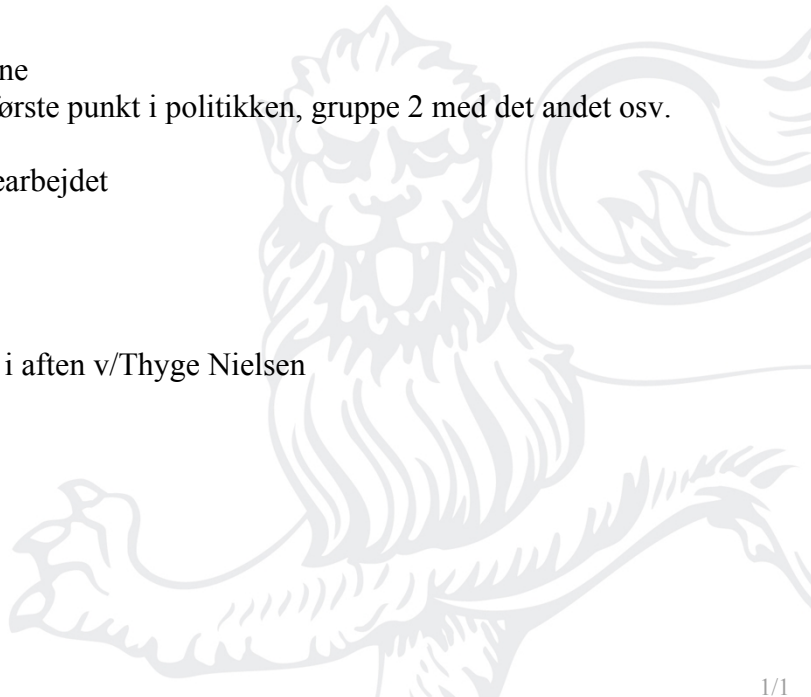 ne
ørste punkt i politikken, gruppe 2 med det andet osv.
earbejdet
i aften v/Thyge Nielsen
1/1